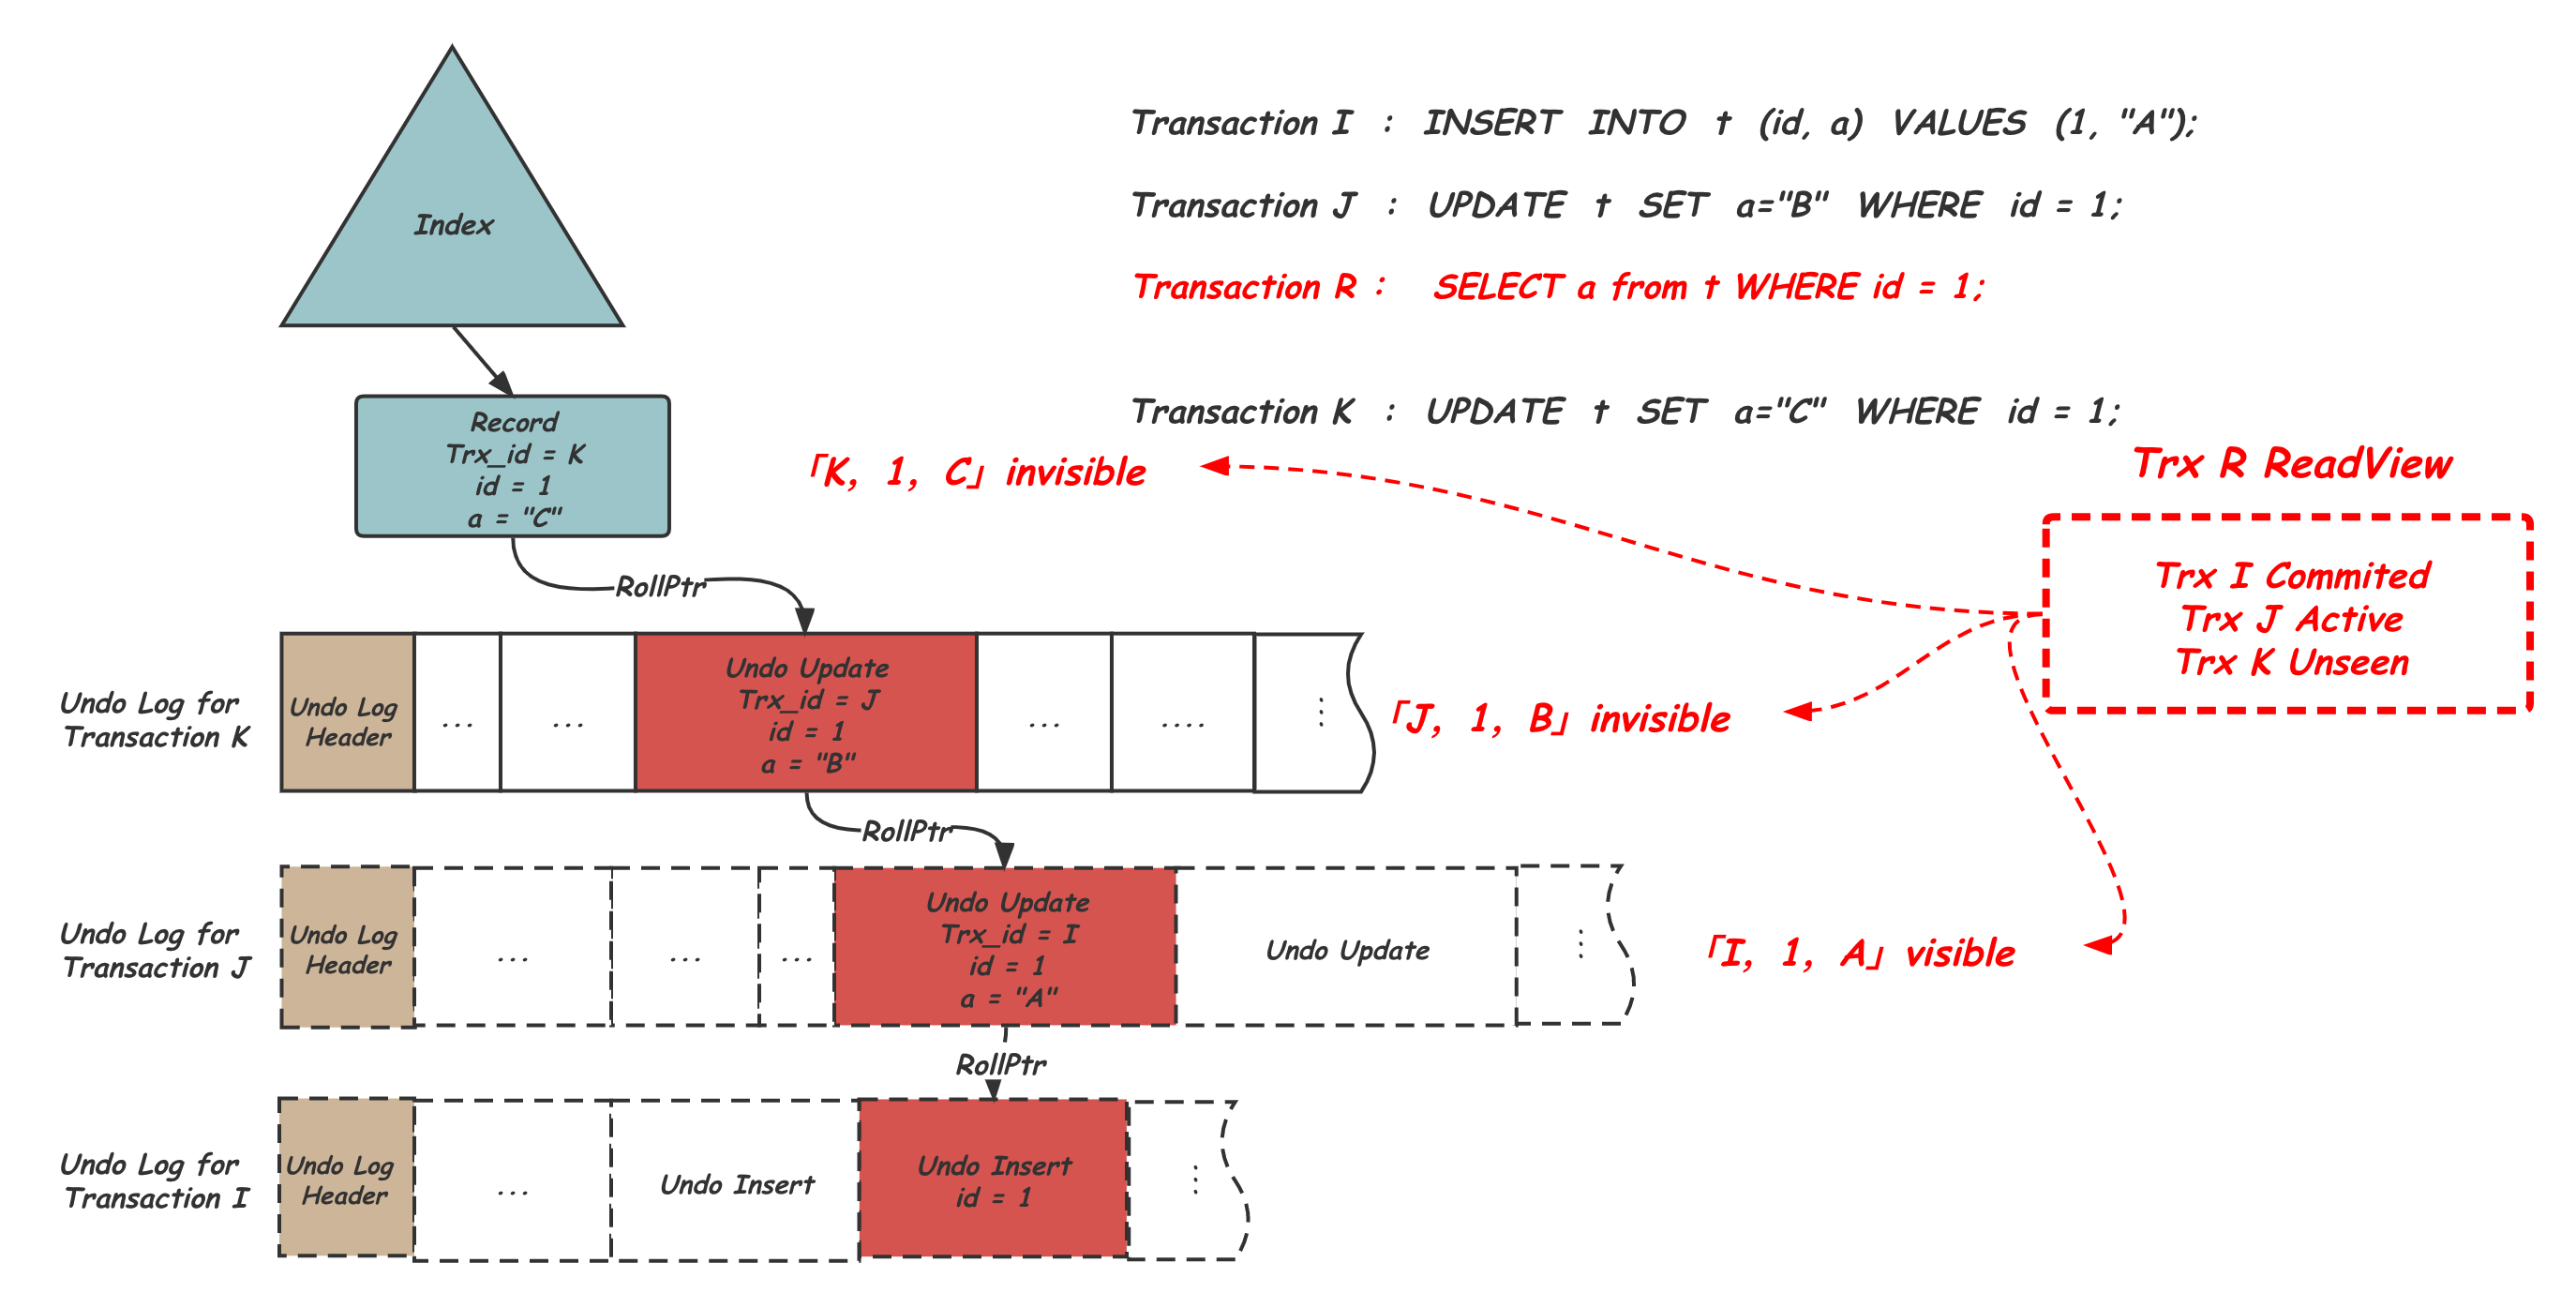 Index
Transaction I : INSERT INTO t (id, a) VALUES (1, "A");
Transaction J : UPDATE t SET a="B" WHERE id = 1;
Transaction R : SELECT a from t WHERE id = 1;
Transaction K : UPDATE t SET a="C" WHERE id = 1;
Record
Trx_id = K
id = 1
a = "C"
「K, 1, C」 invisible
Trx R ReadView
Trx I Commited
Trx J Active
Trx K Unseen
RollPtr
Undo Log for
Transaction K
Undo Log
Header
...
...
Undo Update
Trx_id = J
id = 1
a = "B"
...
....
...
「J, 1, B」 invisible
RollPtr
Undo Log for
Transaction J
Undo Log
Header
...
...
...
Undo Update
Trx_id = I
id = 1
a = "A"
Undo Update
...
「I, 1, A」 visible
RollPtr
Undo Log for
Transaction I
Undo Log
Header
...
Undo Insert
Undo Insert
id = 1
...